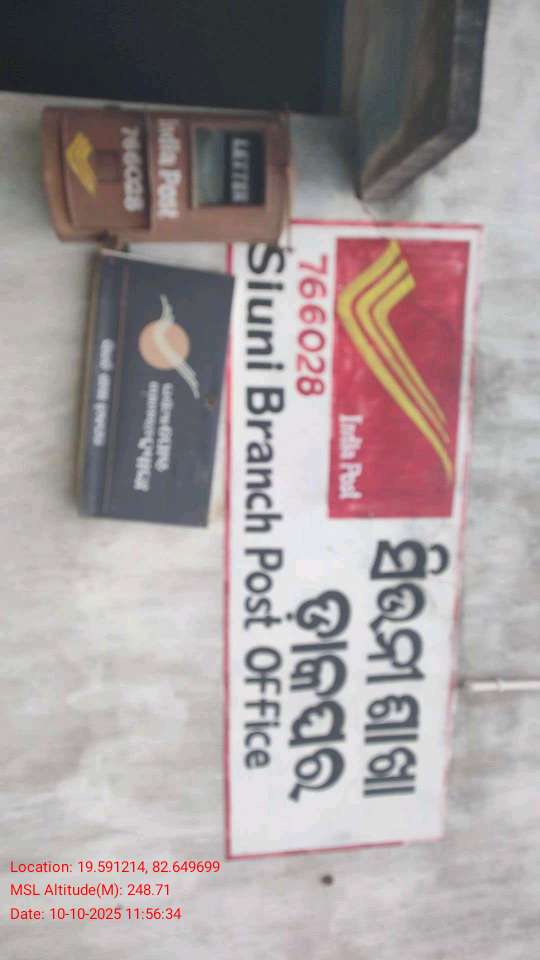 India Post
766028
ସିଉନୀ ଶାଖା
ଡାକଘର
Siuni Branch Post OFFice
LETTER
India Post
766028
Location: 19.591214, 82.649699
MSL Altitude(M): 248.71
Date: 10-10-2025 11:56:34